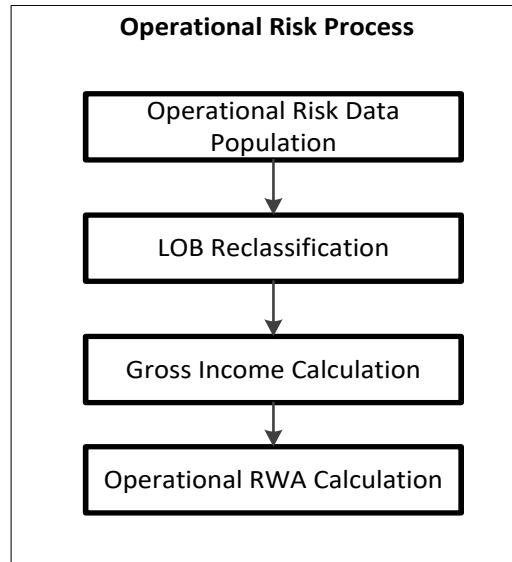 Operational Risk Process
Operational Risk Data
Population
LOB Reclassification
Gross Income Calculation
Operational RWA Calculation